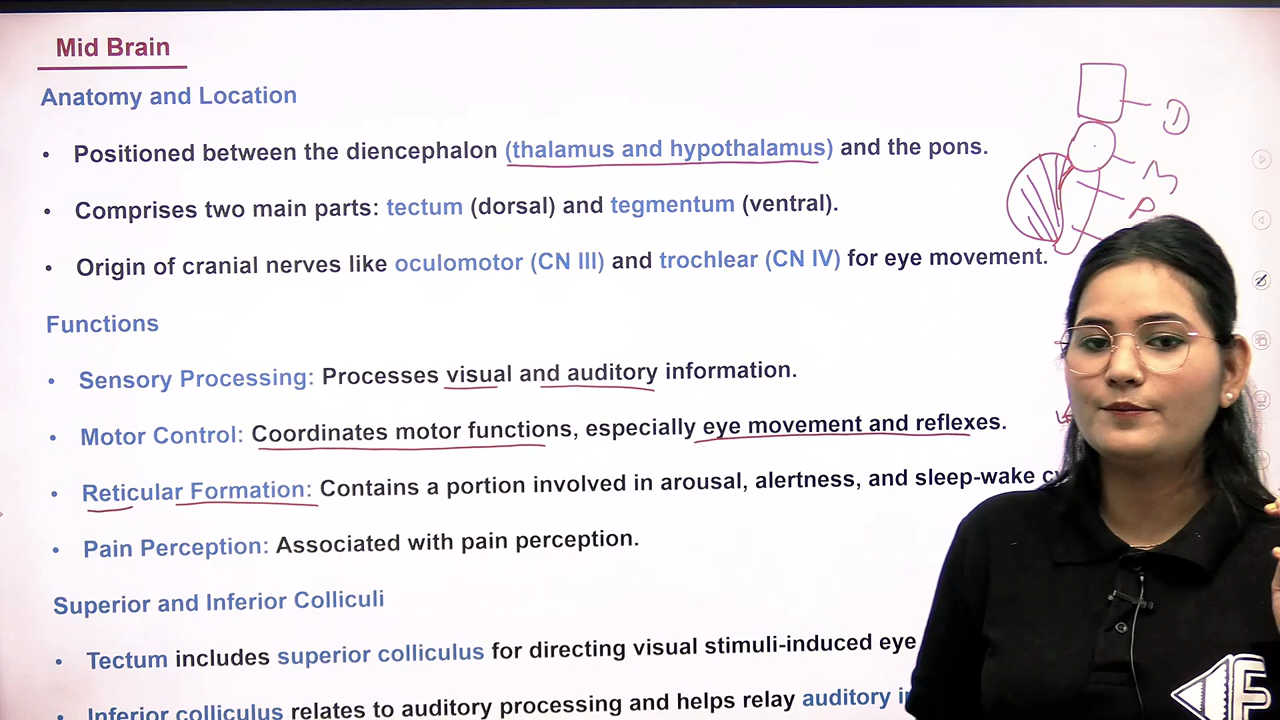 Mid Brain
Anatomy and Location
• Positioned between the diencephalon (thalamus and hypothalamus) and the pons.
D
• Comprises two main parts: tectum (dorsal) and tegmentum (ventral).
M
P
• Origin of cranial nerves like oculomotor (CN III) and trochlear (CN IV) for eye movement.
Functions
• Sensory Processing: Processes visual and auditory information.
• Motor Control: Coordinates motor functions, especially eye movement and reflexes.
• Reticular Formation: Contains a portion involved in arousal, alertness, and sleep-wake
• Pain Perception: Associated with pain perception.
Superior and Inferior Colliculi
• Tectum includes superior colliculus for directing visual stimuli-induced eye
• Inferior colliculus relates to auditory processing and helps relay auditory